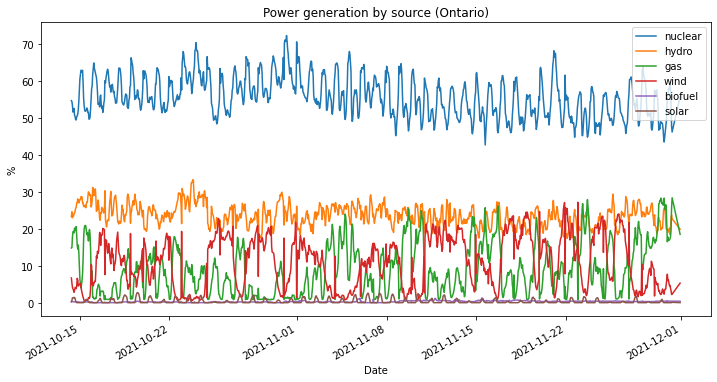 Power generation by source (Ontario)
nuclear
hydro
gas
wind
biofuel
solar
70
60
50
40
30
20
10
0
%
2021-10-15
2021-10-22
2021-11-01
2021-11-08
2021-11-15
2021-11-22
2021-12-01
Date